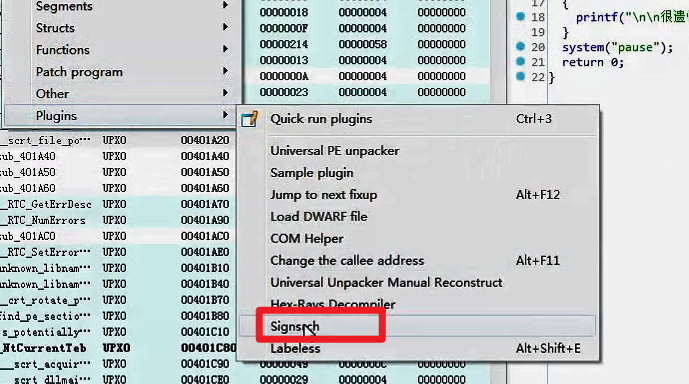 Segments
Structs
Functions
Patch program
Other
Plugins
00000018 00000004 00000000
0000000F 00000004 00000000
00000214 00000058 00000000
00000013 00000004 00000000
0000000A 00000004 00000000
00000023 00000004 00000000
17 {
18 printf("\n\n很遗
19 }
20 system("pause");
21 return 0;
22 }
Quick run plugins Ctrl+3
Universal PE unpacker
Sample plugin
Jump to next fixup Alt+F12
Load DWARF file
COM Helper
Change the callee address Alt+F11
Universal Unpacker Manual Reconstruct
Hex-Rays Decompiler
Labeless Alt+Shift+E
_scrt_file_po… UPX0 00401A20
sub_401A40 UPX0 00401A40
sub_401A50 UPX0 00401A50
sub_401A60 UPX0 00401A60
_RTC_GetErrDesc UPX0 00401A70
_RTC_NumErrors UPX0 00401A90
sub_401AC0 UPX0 00401AC0
_RTC_SetError… UPX0 00401AE0
unknown_libnam… UPX0 00401B10
unknown_libnam… UPX0 00401B40
_crt_rotate_p… UPX0 00401B70
find_pe_sectio… UPX0 00401B80
s_potentially… UPX0 00401C10
NtCurrentTeb UPX0 00401C80
_scrt_acquir… UPX0 00401C90
scrt_dllmai… UPX0 00401CE0
00000049 0000000C 00000000
00000029 00000004 00000000